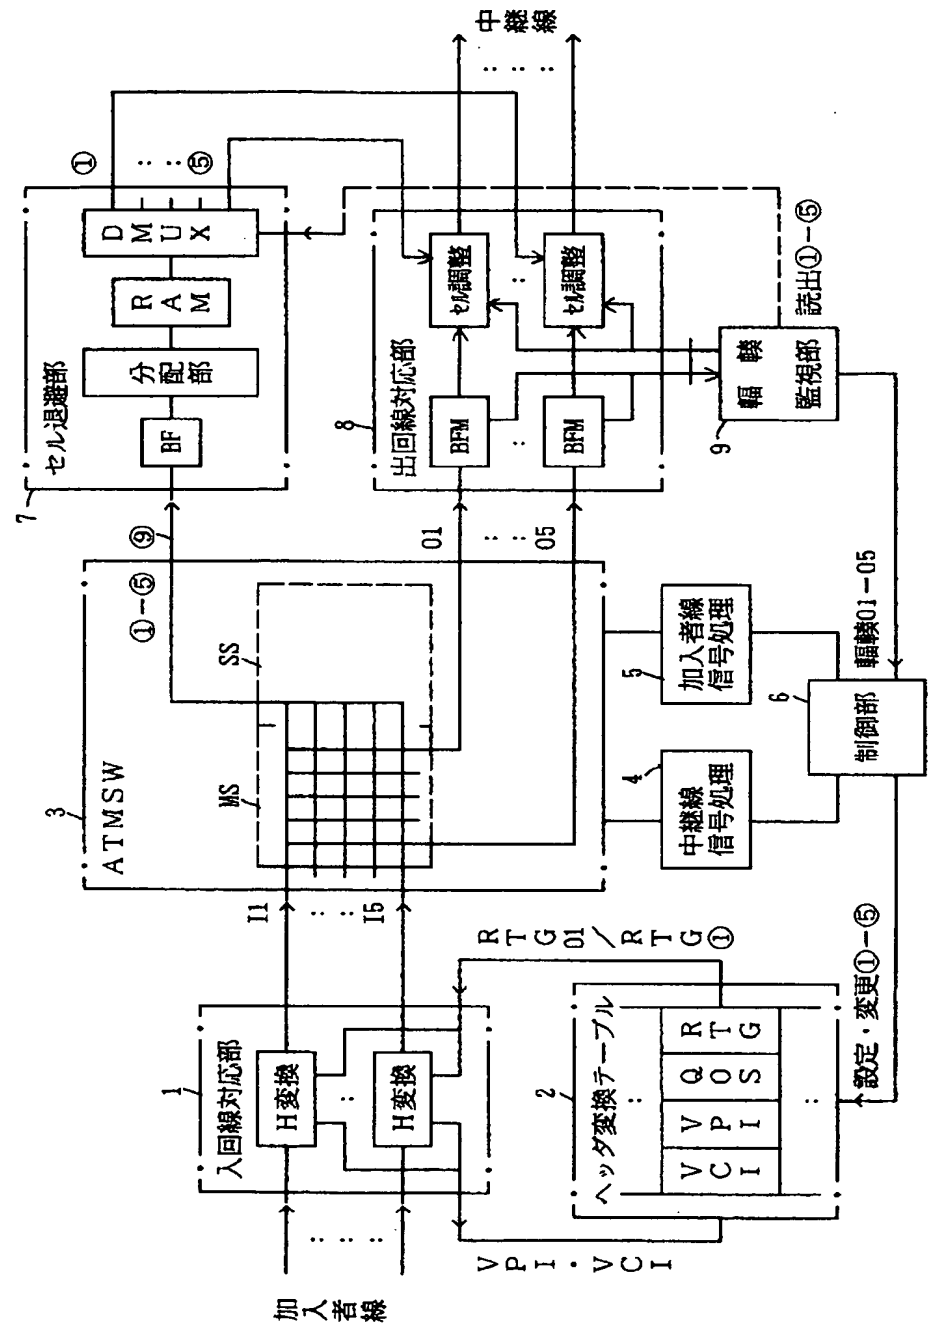 加入者線
1
入回線対応部
H変換
H変換
VPI・VCI
2
ヘッダ変換テーブル
VCI
VPI
QOS
RTG
RTG01/RTG①
設定・変更①-⑤
I1
I5
3
ATMSW
MS
SS
①-⑤
⑨
01
05
4
中継線
信号処理
5
加入者線
信号処理
6
制御部
輻輳01-05
7
セル退避部
BF
分配部
RAM
DMUX
①
⑤
8
出回線対応部
BFM
セル調整
BFM
セル調整
中継線
9
輻輳
監視部
読出①-⑤